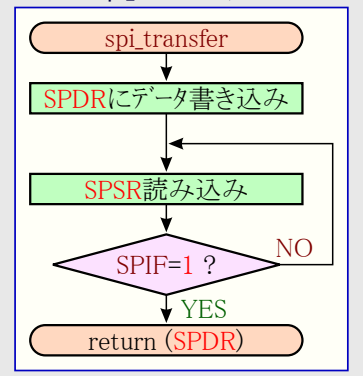 spi_transfer
SPDRにデータ書き込み
SPSR読み込み
SPIF=1 ?
NO
YES
return (SPDR)